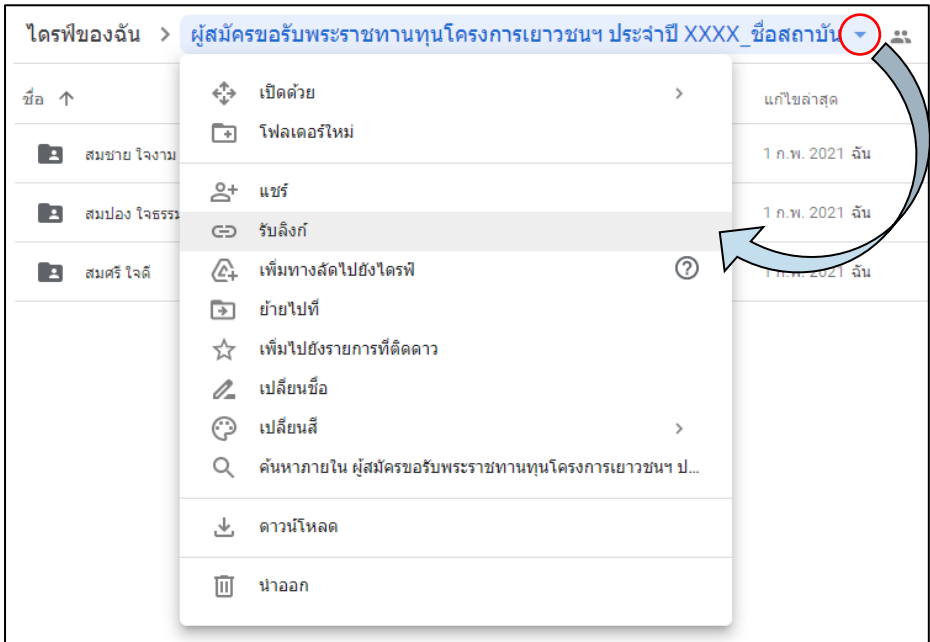 ไดรฟ์ของฉัน > ผู้สมัครขอรับพระราชทานทุนโครงการเยาวชนฯ ประจำปี XXXX_ชื่อสถาบัน
ชื่อ ↑ แก้ไขล่าสุด
เปิดด้วย
โฟลเดอร์ใหม่
สมชาย ใจงาม 1 ก.พ. 2021 ฉัน
แชร์
สมปอง ใจธรรม 1 ก.พ. 2021 ฉัน
รับลิงก์
สมศรี ใจดี 1 ก.พ. 2021 ฉัน
เพิ่มทางลัดไปยังไดรฟ์
ย้ายไปที่
เพิ่มไปยังรายการที่ติดดาว
เปลี่ยนชื่อ
เปลี่ยนสี
ค้นหาภายใน ผู้สมัครขอรับพระราชทานทุนโครงการเยาวชนฯ ป...
ดาวน์โหลด
นำออก